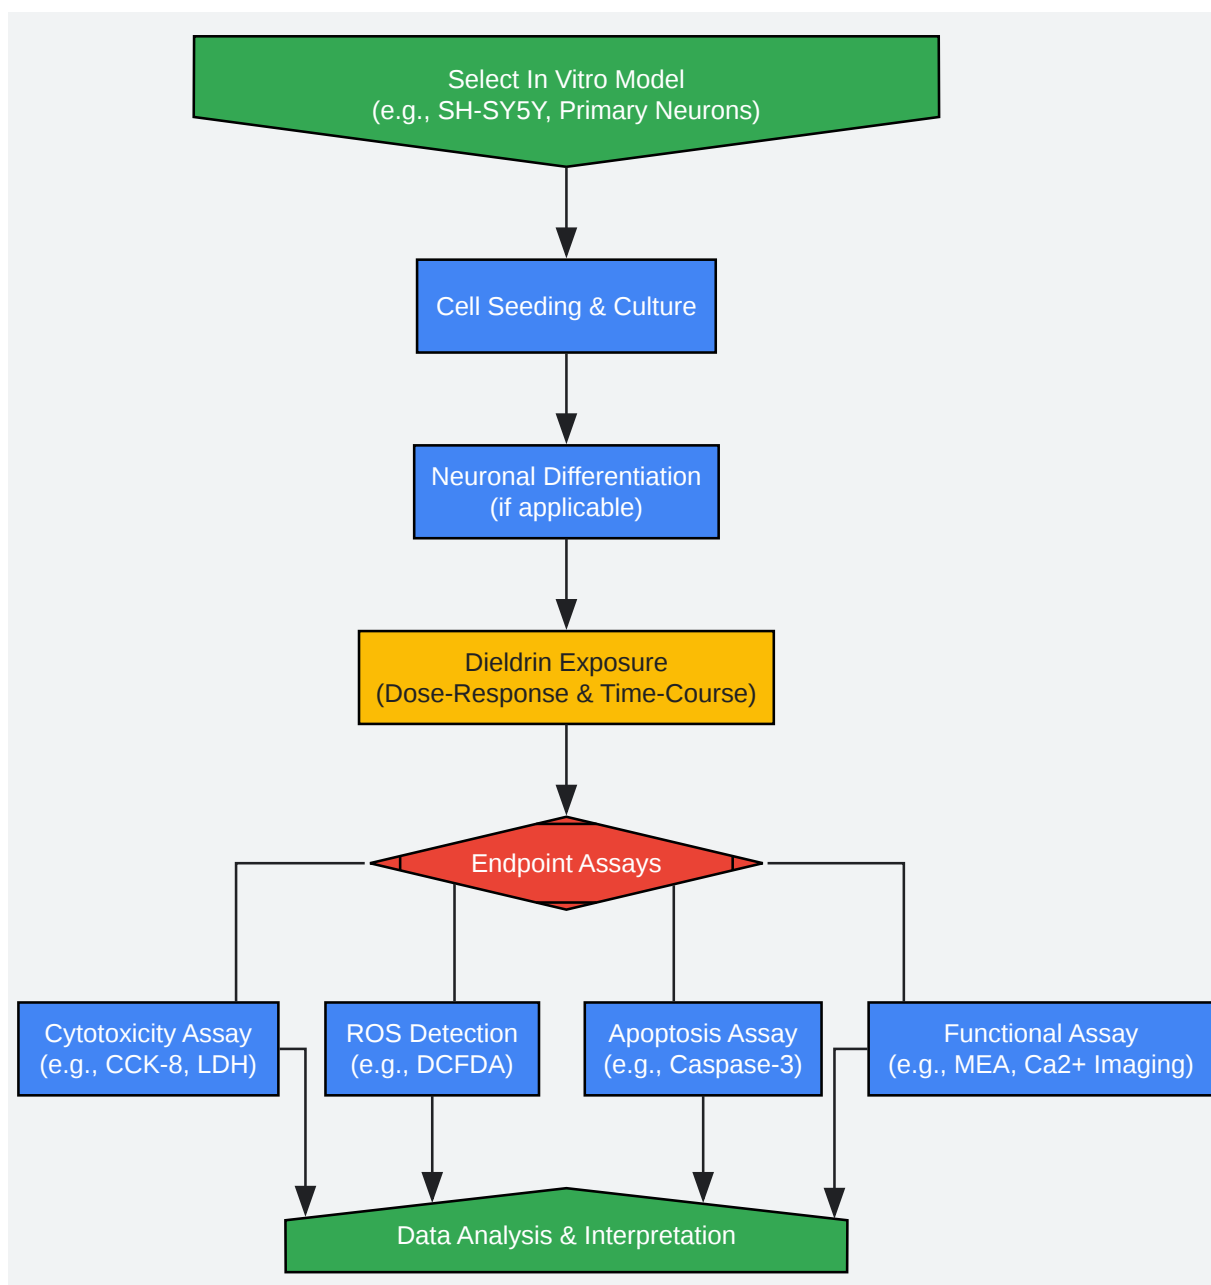 Select In Vitro Model
(e.g., SH-SY5Y, Primary Neurons)
Cell Seeding & Culture
Neuronal Differentiation
(if applicable)
Dieldrin Exposure
(Dose-Response & Time-Course)
Endpoint Assays
Cytotoxicity Assay
(e.g., CCK-8, LDH)
ROS Detection
(e.g., DCFDA)
Apoptosis Assay
(e.g., Caspase-3)
Functional Assay
(e.g., MEA, Ca2+ Imaging)
Data Analysis & Interpretation